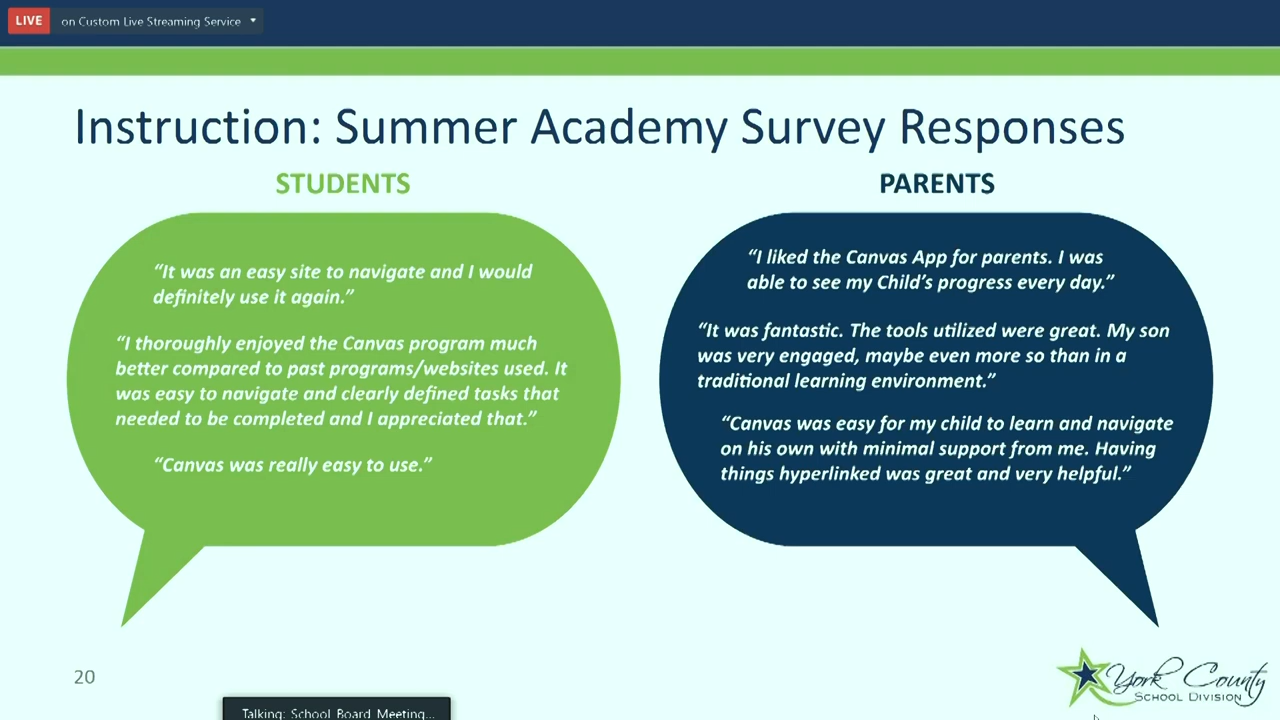 LIVE on Custom Live Streaming Service
Instruction: Summer Academy Survey Responses
STUDENTS
“It was an easy site to navigate and I would
definitely use it again.”
“I thoroughly enjoyed the Canvas program much
better compared to past programs/websites used. It
was easy to navigate and clearly defined tasks that
needed to be completed and I appreciated that.”
“Canvas was really easy to use.”
PARENTS
“I liked the Canvas App for parents. I was
able to see my Child’s progress every day.”
“It was fantastic. The tools utilized were great. My son
was very engaged, maybe even more so than in a
traditional learning environment.”
“Canvas was easy for my child to learn and navigate
on his own with minimal support from me. Having
things hyperlinked was great and very helpful.”
20
York County
SCHOOL DIVISION
Talking: School Board Meeting...